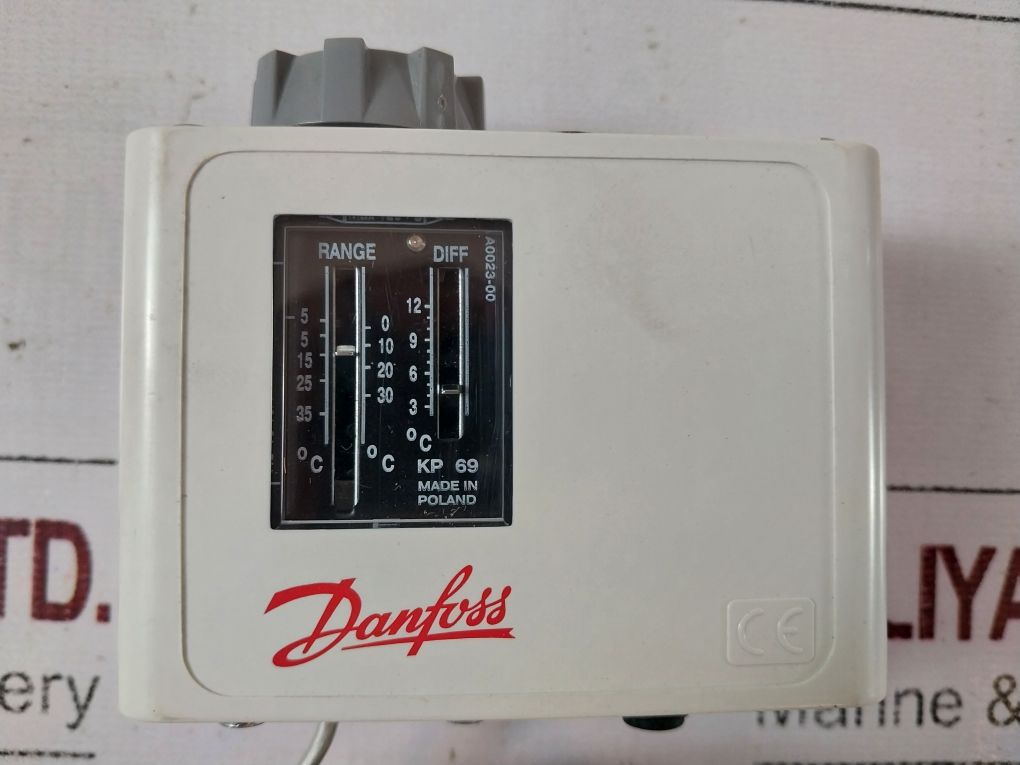 RANGE DIFF
A0023-00
-5 0
5 10
15 20
25 30
35
°C °C
12
9
6
3
°C
KP 69
MADE IN
POLAND
Danfoss
CE
LTD.
ery
LIYA
Marine &